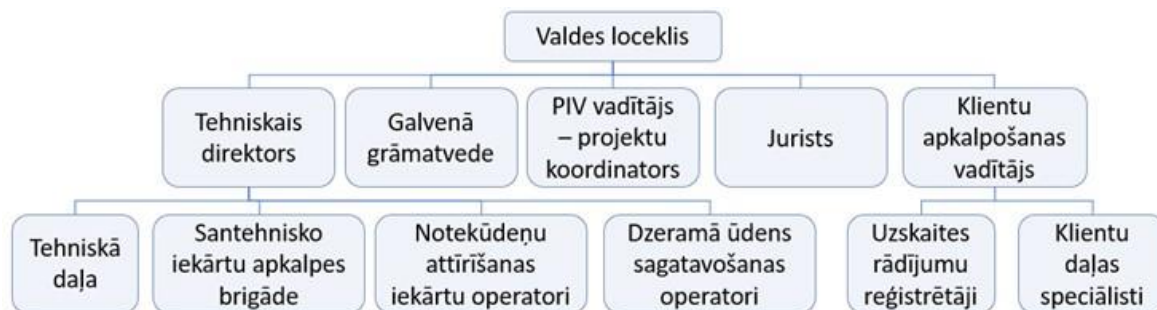 Valdes loceklis
Tehniskais
direktors
Galvenā
grāmatvede
PIV vadītājs
– projektu
koordinators
Jurists
Klientu
apkalpošanas
vadītājs
Tehniskā
daļa
Santehnisko
iekārtu apkalpes
brigāde
Notekūdeņu
attīrīšanas
iekārtu operatori
Dzeramā ūdens
sagatavošanas
operatori
Uzskaites
rādījumu
reģistrētāji
Klientu
daļas
speciālisti